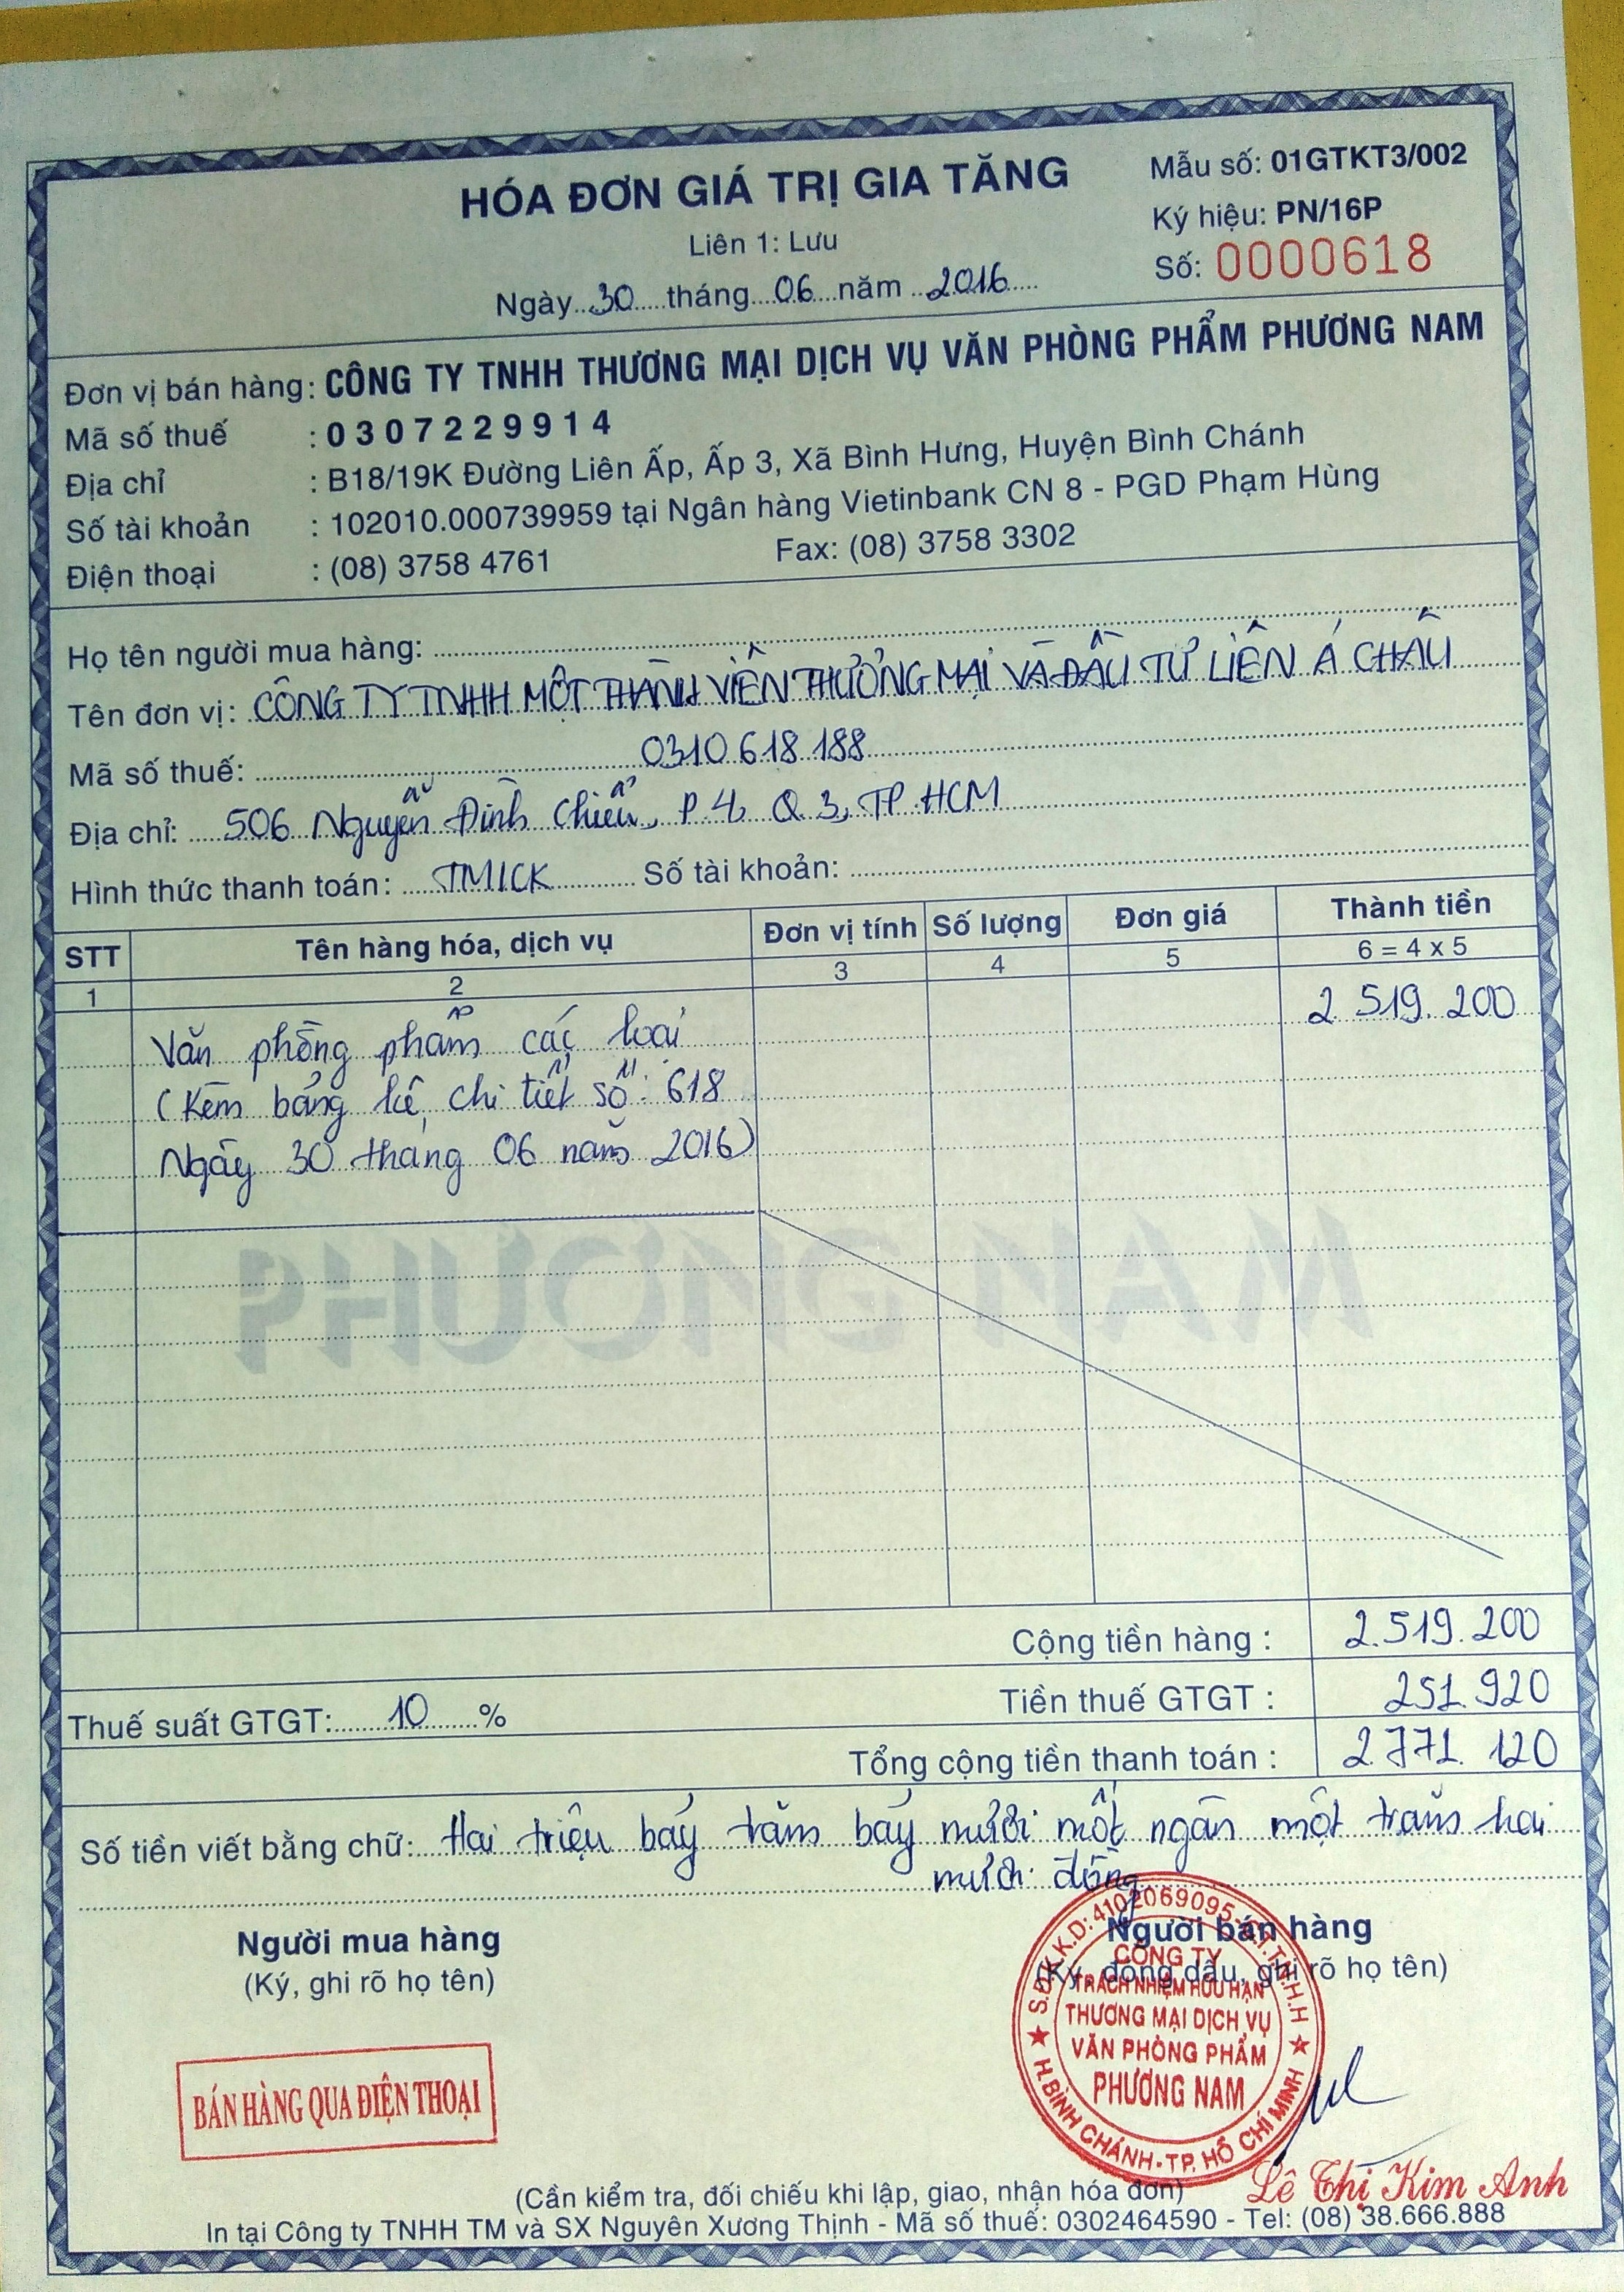 HÓA ĐƠN GIÁ TRỊ GIA TĂNG
Liên 1: Lưu
Ngày 30 tháng 06 năm 2016
Mẫu số: 01GTKT3/002
Ký hiệu: PN/16P
Số: 0000618
Đơn vị bán hàng: CÔNG TY TNHH THƯƠNG MẠI DỊCH VỤ VĂN PHÒNG PHẨM PHƯƠNG NAM
Mã số thuế : 0307229914
Địa chỉ : B18/19K Đường Liên Ấp, Ấp 3, Xã Bình Hưng, Huyện Bình Chánh
Số tài khoản : 102010.000739959 tại Ngân hàng Vietinbank CN 8 - PGD Phạm Hùng
Điện thoại : (08) 3758 4761 Fax: (08) 3758 3302
Họ tên người mua hàng:
Tên đơn vị: CÔNG TY TNHH MỘT THÀNH VIÊN THƯƠNG MẠI VÀ ĐẦU TƯ LIÊN Á CHÂU
Mã số thuế: 0310618188
Địa chỉ: 506 Nguyễn Đình Chiểu, P.4, Q.3, TP.HCM
Hình thức thanh toán: TM/CK Số tài khoản:
STT Tên hàng hóa, dịch vụ Đơn vị tính Số lượng Đơn giá Thành tiền
1 2 3 4 5 6 = 4 x 5
Văn phòng phẩm các loại 2.519.200
(Kèm bảng kê chi tiết số: 618
Ngày 30 tháng 06 năm 2016)
PHƯƠNG NAM
Cộng tiền hàng : 2.519.200
Thuế suất GTGT: 10 % Tiền thuế GTGT : 251.920
Tổng cộng tiền thanh toán : 2.771.120
Số tiền viết bằng chữ: Hai triệu bảy trăm bảy mươi mốt ngàn một trăm hai
mươi đồng
Người mua hàng
(Ký, ghi rõ họ tên)
Người bán hàng
(Ký, đóng dấu, ghi rõ họ tên)
BÁN HÀNG QUA ĐIỆN THOẠI
S.Đ.K.K.D: 4102069095-C.T.T.N.H.H
CÔNG TY
TRÁCH NHIỆM HỮU HẠN
THƯƠNG MẠI DỊCH VỤ
VĂN PHÒNG PHẨM
PHƯƠNG NAM
H.BÌNH CHÁNH-TP. HỒ CHÍ MINH
Lê Thị Kim Anh
(Cần kiểm tra, đối chiếu khi lập, giao, nhận hóa đơn)
In tại Công ty TNHH TM và SX Nguyên Xương Thịnh - Mã số thuế: 0302464590 - Tel: (08) 38.666.888